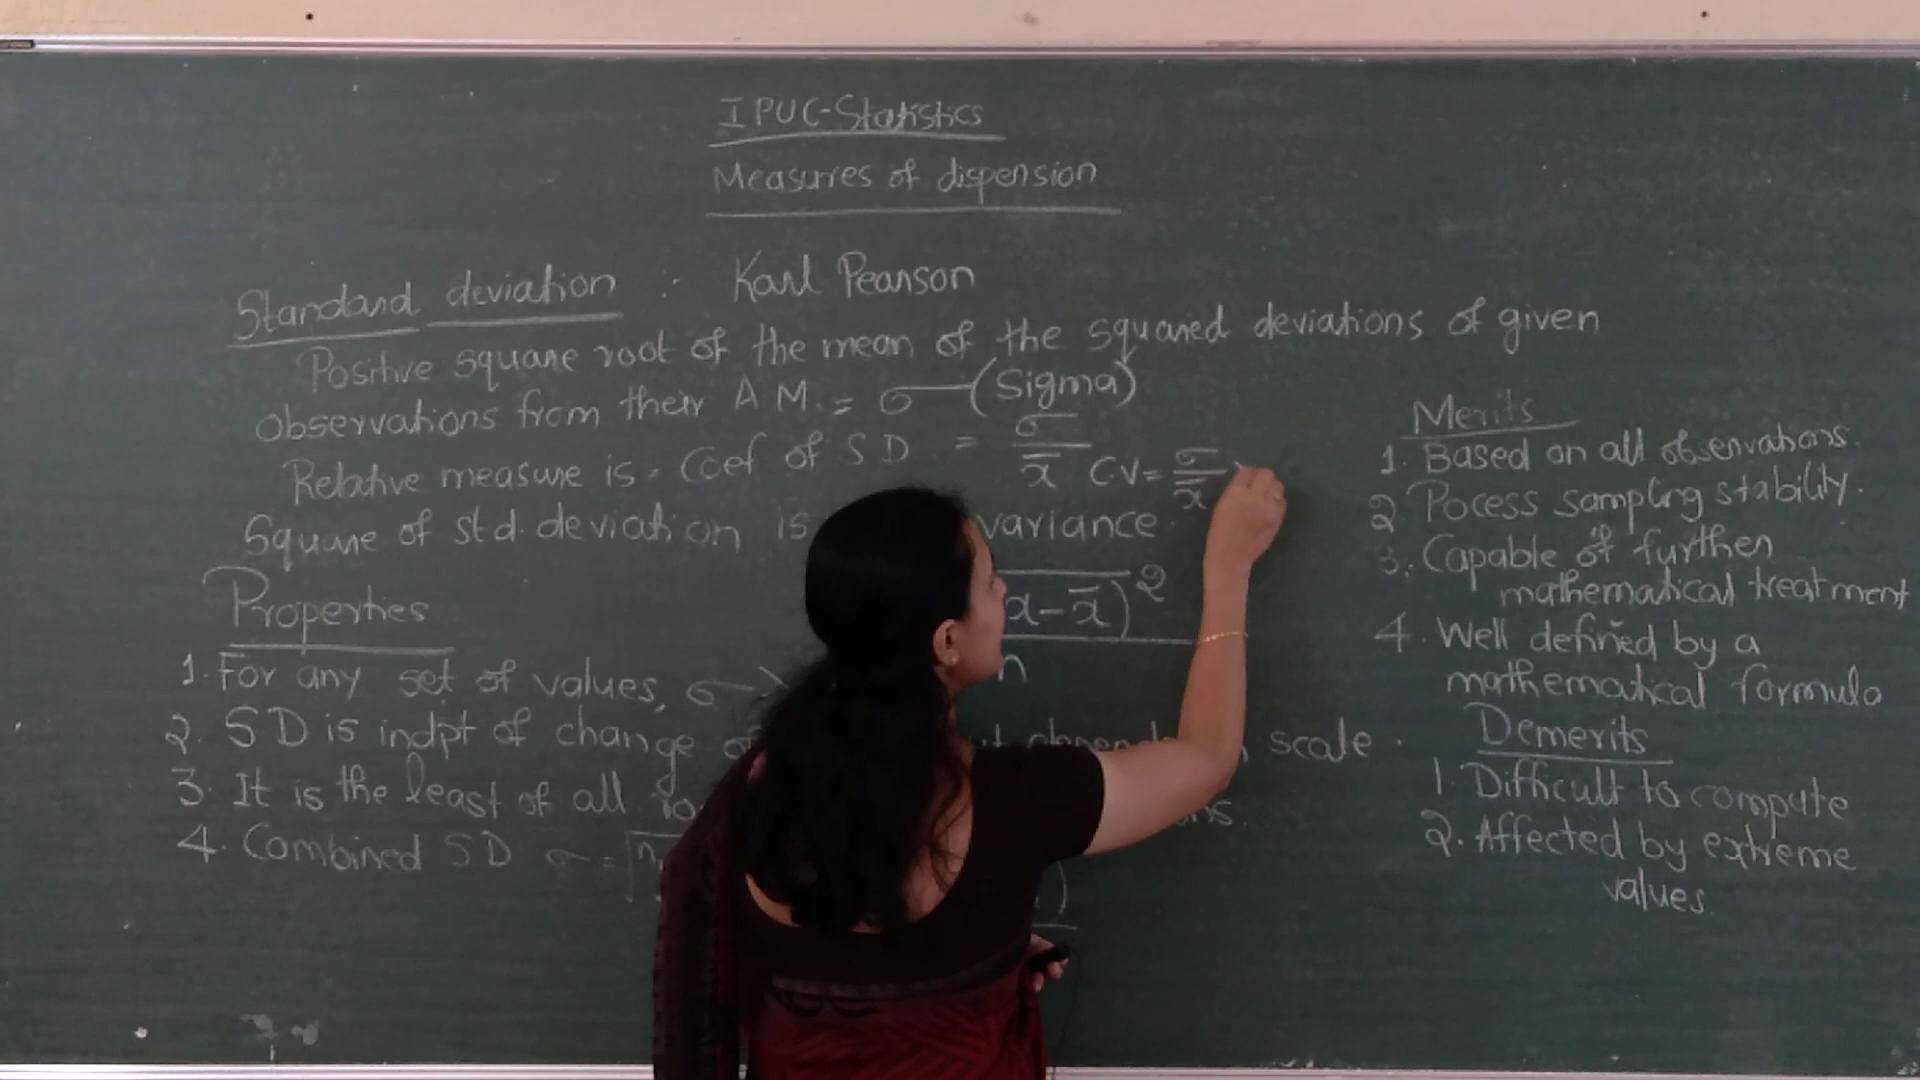 I PUC-Statistics
Measures of dispension
Standard deviation :- Karl Pearson
Positive square root of the mean of the squared deviations of given
observations from their A M. = σ (Sigma)
Relative measure is - Coef of S D = σ/x̄ C.V = σ/x̄
Square of std. deviation is variance.
x-x̄)²
n
Properties
1. For any set of values, σ
2. SD is indpt of change scale.
3. It is the least of all
4. Combined SD σ =
Merits
1. Based on all observations.
2 Pocess sampling stability.
3. Capable of further
mathematical treatment
4. Well defined by a
mathematical formula
Demerits
1. Difficult to compute
2. Affected by extreme
values.